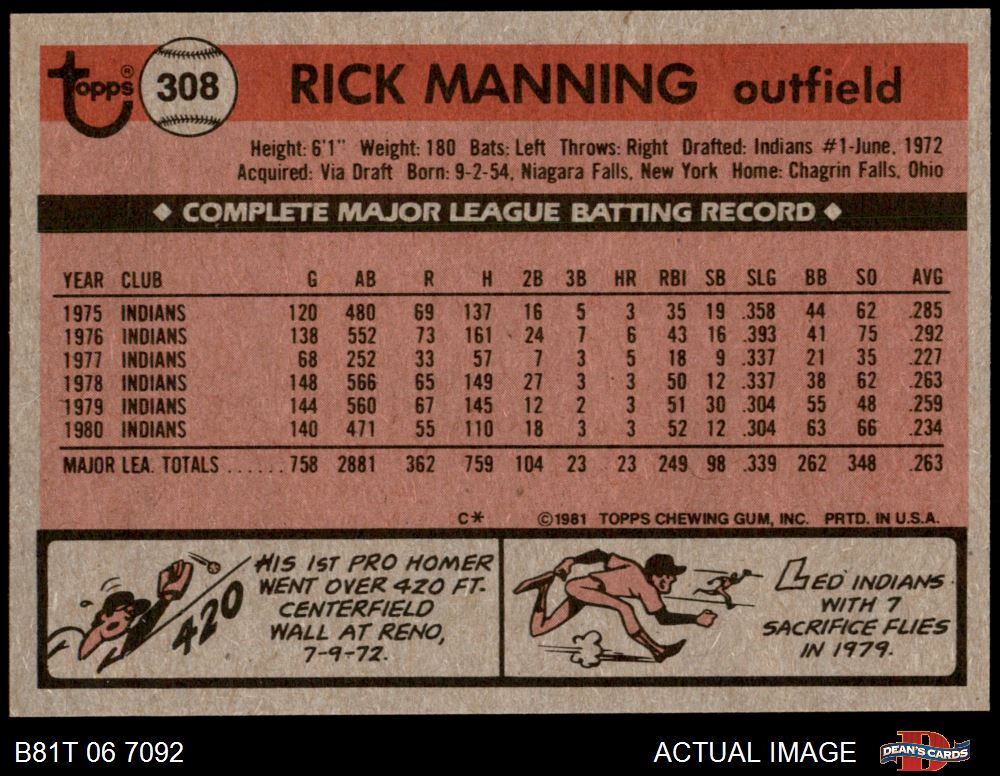 topps® 308 RICK MANNING outfield
Height: 6'1" Weight: 180 Bats: Left Throws: Right Drafted: Indians #1-June, 1972
Acquired: Via Draft Born: 9-2-54, Niagara Falls, New York Home: Chagrin Falls, Ohio
◆ COMPLETE MAJOR LEAGUE BATTING RECORD ◆
YEAR CLUB G AB R H 2B 3B HR RBI SB SLG BB SO AVG
1975 INDIANS 120 480 69 137 16 5 3 35 19 .358 44 62 .285
1976 INDIANS 138 552 73 161 24 7 6 43 16 .393 41 75 .292
1977 INDIANS 68 252 33 57 7 3 5 18 9 .337 21 35 .227
1978 INDIANS 148 566 65 149 27 3 3 50 12 .337 38 62 .263
1979 INDIANS 144 560 67 145 12 2 3 51 30 .304 55 48 .259
1980 INDIANS 140 471 55 110 18 3 3 52 12 .304 63 66 .234
MAJOR LEA. TOTALS ...... 758 2881 362 759 104 23 23 249 98 .339 262 348 .263
C* ©1981 TOPPS CHEWING GUM, INC. PRTD. IN U.S.A.
420
HIS 1ST PRO HOMER
WENT OVER 420 FT.
CENTERFIELD
WALL AT RENO,
7-9-72.
LED INDIANS
WITH 7
SACRIFICE FLIES
IN 1979.
B81T 06 7092 ACTUAL IMAGE DEAN'S CARDS